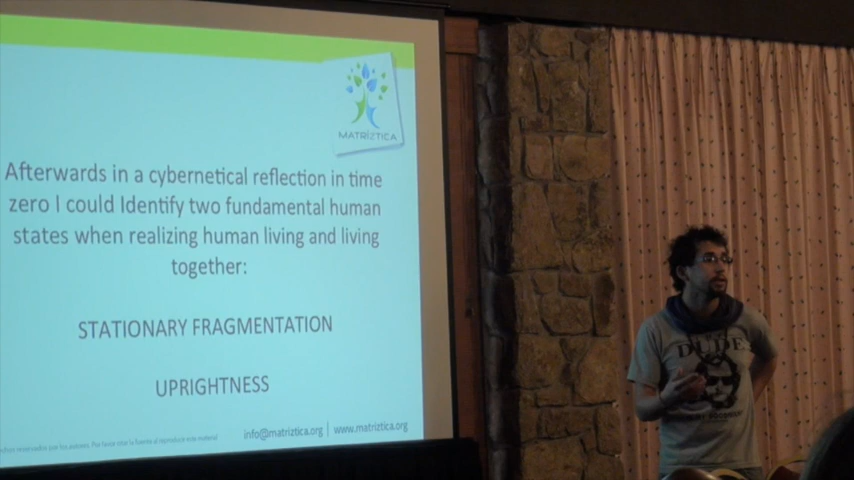 MATRÍZTICA
Afterwards in a cybernetical reflection in time
zero I could Identify two fundamental human
states when realizing human living and living
together:
STATIONARY FRAGMENTATION
UPRIGHTNESS
info@matriztica.org | www.matriztica.org
DUDE